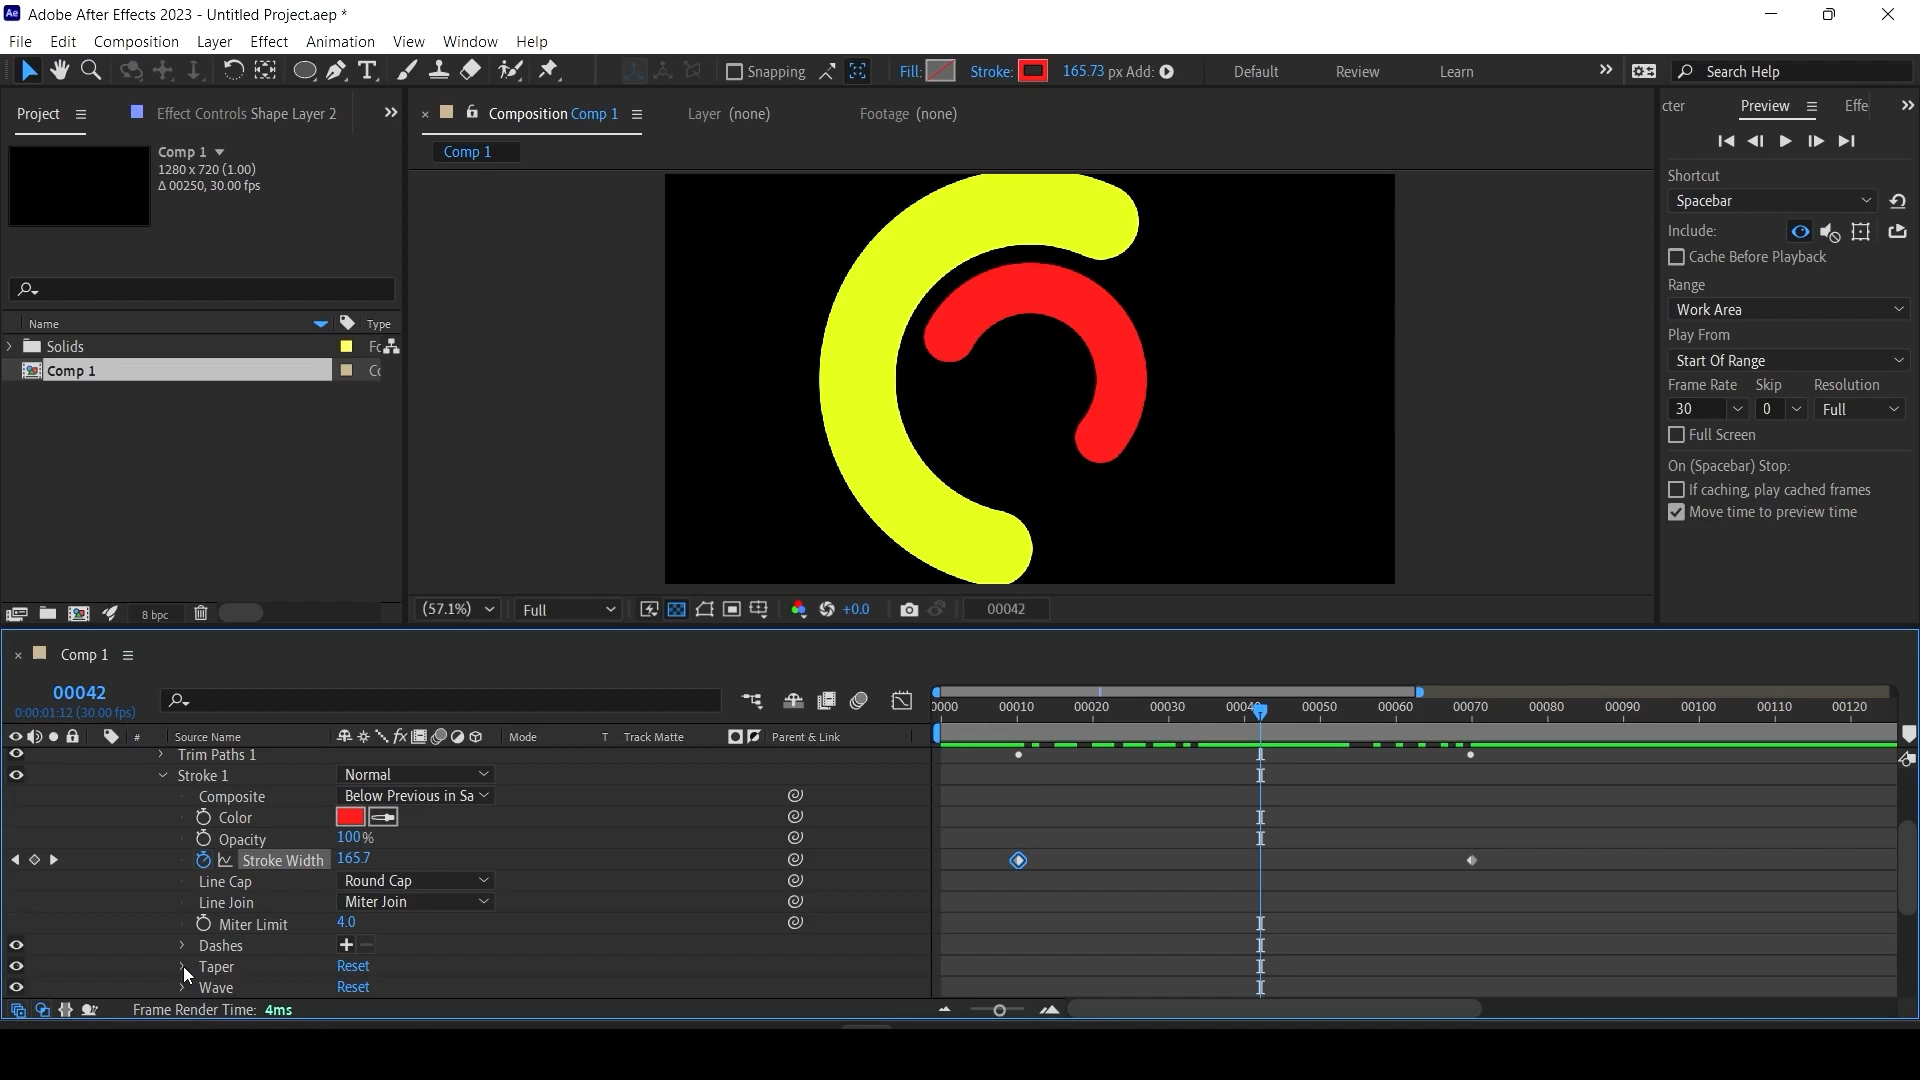 Ae Adobe After Effects 2023 - Untitled Project.aep *
File Edit Composition Layer Effect Animation View Window Help
Snapping Fill: Stroke: 165.73 px Add: Default Review Learn Search Help
Project Effect Controls Shape Layer 2
Composition Comp 1 Layer (none) Footage (none)
cter Preview Effe
Comp 1
1280 x 720 (1.00)
Δ 00250, 30.00 fps
Comp 1
Shortcut
Spacebar
Include:
Cache Before Playback
Range
Work Area
Play From
Start Of Range
Frame Rate Skip Resolution
30 0 Full
Full Screen
On (Spacebar) Stop:
If caching, play cached frames
Move time to preview time
Name Type
Solids Fc
Comp 1 Cc
8 bpc
(57.1%) Full +0.0 00042
Comp 1
00042
0:00:01:12 (30.00 fps)
0000 00010 00020 00030 0004 00050 00060 00070 00080 00090 00100 00110 00120
# Source Name fx Mode T Track Matte Parent & Link
Trim Paths 1
Stroke 1 Normal
Composite Below Previous in Sa
Color
Opacity 100%
Stroke Width 165.7
Line Cap Round Cap
Line Join Miter Join
Miter Limit 4.0
Dashes + −
Taper Reset
Wave Reset
Frame Render Time: 4ms